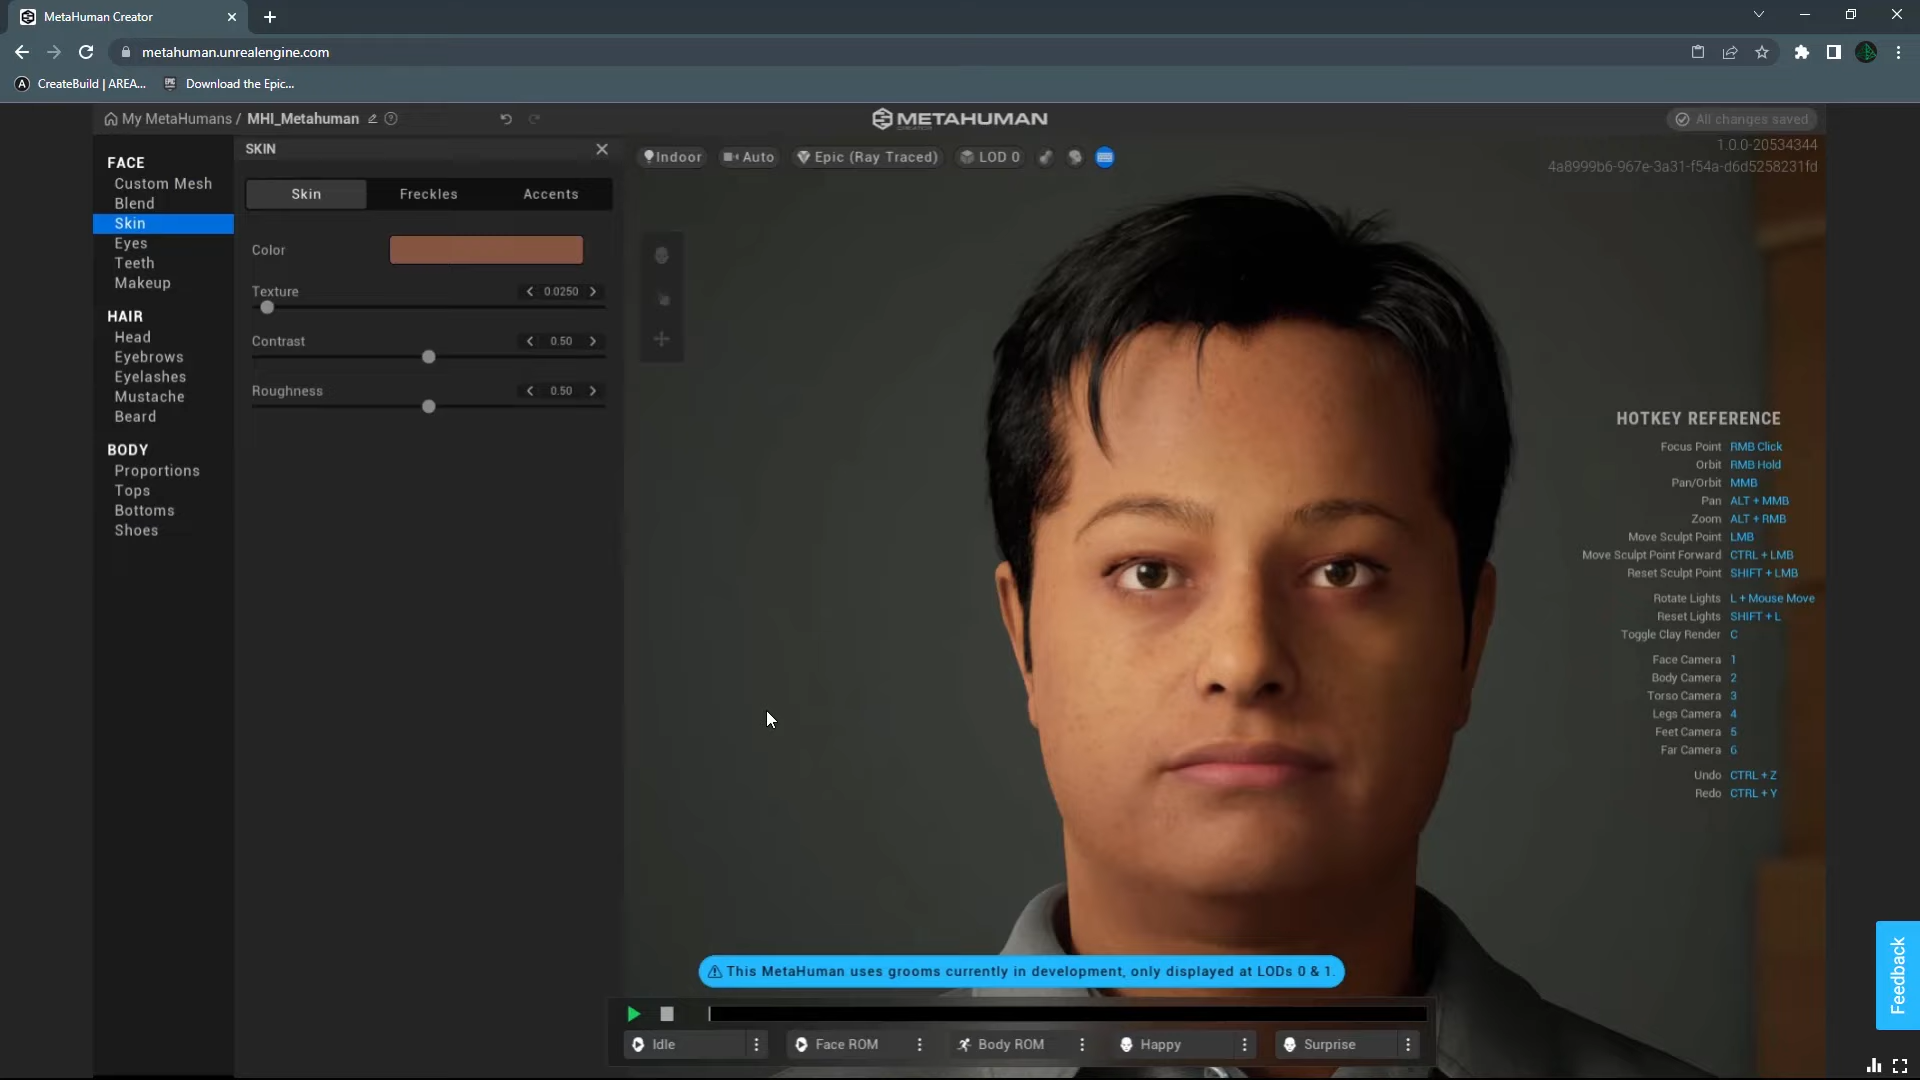 MetaHuman Creator
metahuman.unrealengine.com
CreateBuild | AREA...
Download the Epic...
My MetaHumans / MHI_Metahuman
METAHUMAN
CREATOR
All changes saved
1.0.0-20534344
4a8999b6-967e-3a31-f54a-d6d5258231fd
FACE
Custom Mesh
Blend
Skin
Eyes
Teeth
Makeup
HAIR
Head
Eyebrows
Eyelashes
Mustache
Beard
BODY
Proportions
Tops
Bottoms
Shoes
SKIN
Skin
Freckles
Accents
Color
Texture
0.0250
Contrast
0.50
Roughness
0.50
Indoor
Auto
Epic (Ray Traced)
LOD 0
HOTKEY REFERENCE
Focus Point RMB Click
Orbit RMB Hold
Pan/Orbit MMB
Pan ALT + MMB
Zoom ALT + RMB
Move Sculpt Point LMB
Move Sculpt Point Forward CTRL + LMB
Reset Sculpt Point SHIFT + LMB
Rotate Lights L + Mouse Move
Reset Lights SHIFT + L
Toggle Clay Render C
Face Camera 1
Body Camera 2
Torso Camera 3
Legs Camera 4
Feet Camera 5
Far Camera 6
Undo CTRL + Z
Redo CTRL + Y
This MetaHuman uses grooms currently in development, only displayed at LODs 0 & 1.
Idle
Face ROM
Body ROM
Happy
Surprise
Feedback